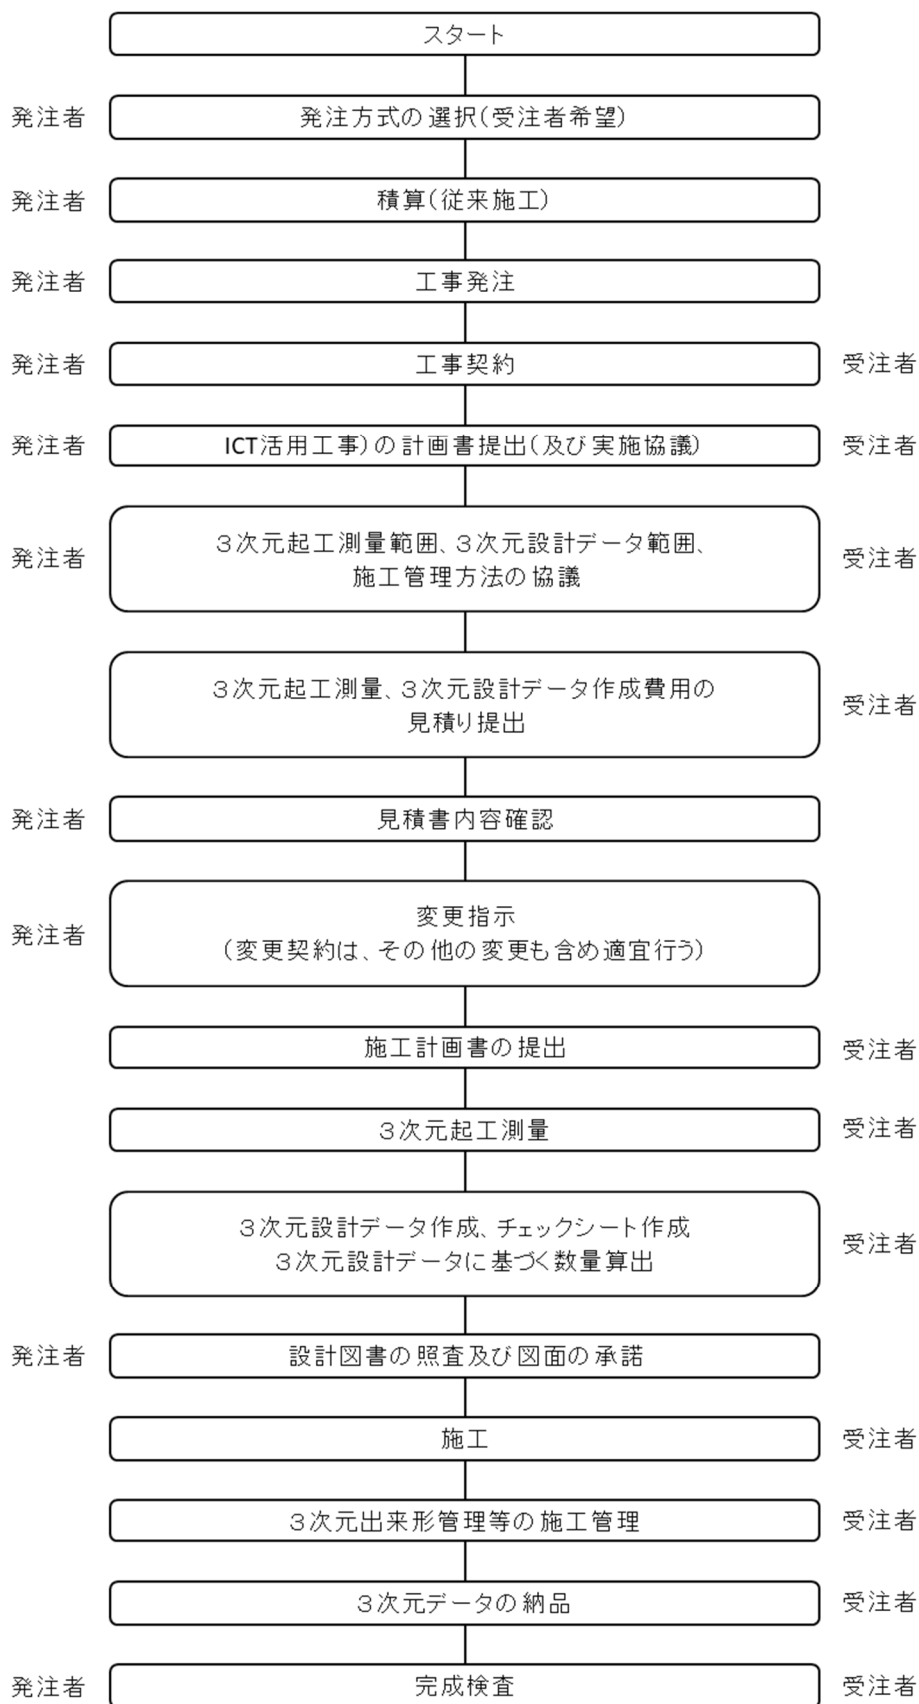 スタート
発注者 発注方式の選択(受注者希望)
発注者 積算(従来施工)
発注者 工事発注
発注者 工事契約 受注者
発注者 ICT活用工事)の計画書提出(及び実施協議) 受注者
３次元起工測量範囲、３次元設計データ範囲、
発注者 施工管理方法の協議 受注者
３次元起工測量、３次元設計データ作成費用の
見積り提出 受注者
発注者 見積書内容確認
変更指示
発注者 (変更契約は、その他の変更も含め適宜行う)
施工計画書の提出 受注者
３次元起工測量 受注者
３次元設計データ作成、チェックシート作成
３次元設計データに基づく数量算出 受注者
発注者 設計図書の照査及び図面の承諾
施工 受注者
３次元出来形管理等の施工管理 受注者
３次元データの納品 受注者
発注者 完成検査 受注者